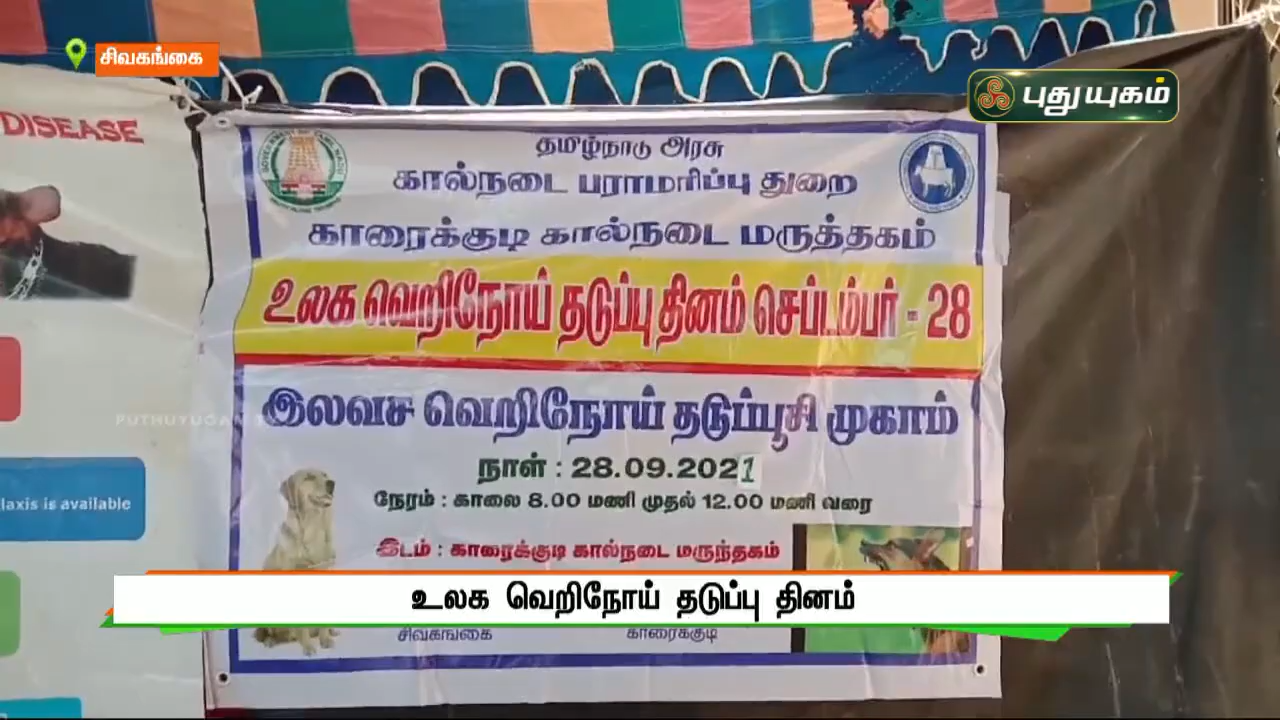 சிவகங்கை
புதுயுகம்
DISEASE
தமிழ்நாடு அரசு
கால்நடை பராமரிப்பு துறை
காரைக்குடி கால்நடை மருத்தகம்
உலக வெறிநோய் தடுப்பு தினம் செப்டம்பர் - 28
இலவச வெறிநோய் தடுப்பூசி முகாம்
PUTHUYUGAM
நாள் : 28.09.2021
நேரம் : காலை 8.00 மணி முதல் 12.00 மணி வரை
laxis is available
இடம் : காரைக்குடி கால்நடை மருந்தகம்
உலக வெறிநோய் தடுப்பு தினம்
சிவகங்கை காரைக்குடி